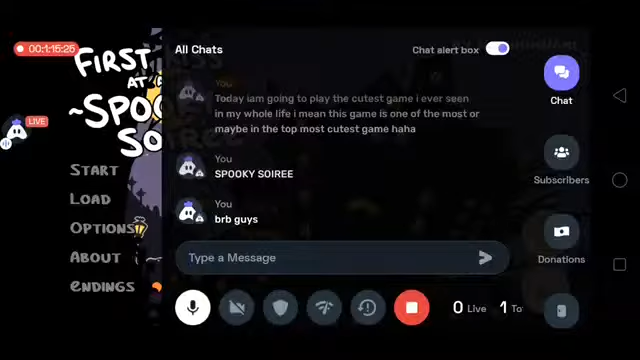 00:1:15:25
FIRST
AT
~SPOO
SO
LIVE
START
LOAD
OPTIONS
ABOUT
ENDINGS
All Chats
Chat alert box
You
Today iam going to play the cutest game i ever seen
in my whole life i mean this game is one of the most or
maybe in the top most cutest game haha
You
SPOOKY SOIREE
You
brb guys
Type a Message
0 Live
1 To
Chat
Subscribers
Donations